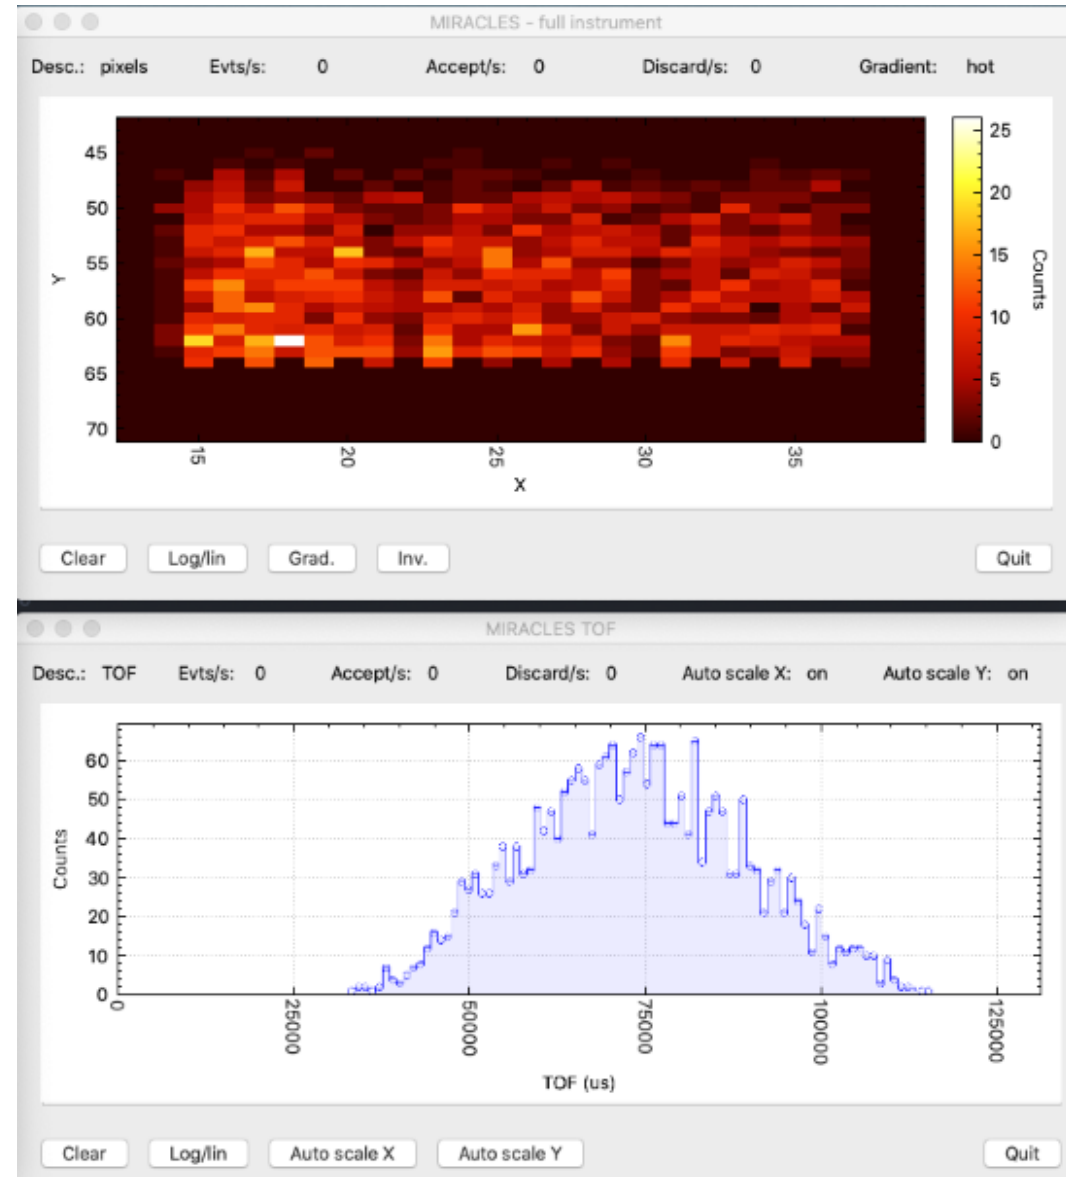 MIRACLES - full instrument
Desc.: pixels Evts/s: 0 Accept/s: 0 Discard/s: 0 Gradient: hot
45
50
55
60
65
70
Y
15 20 25 30 35
X
25
20
15
10
5
0
Counts
Clear Log/lin Grad. Inv. Quit
MIRACLES TOF
Desc.: TOF Evts/s: 0 Accept/s: 0 Discard/s: 0 Auto scale X: on Auto scale Y: on
60
50
40
30
20
10
0
Counts
0 25000 50000 75000 100000 125000
TOF (us)
Clear Log/lin Auto scale X Auto scale Y Quit